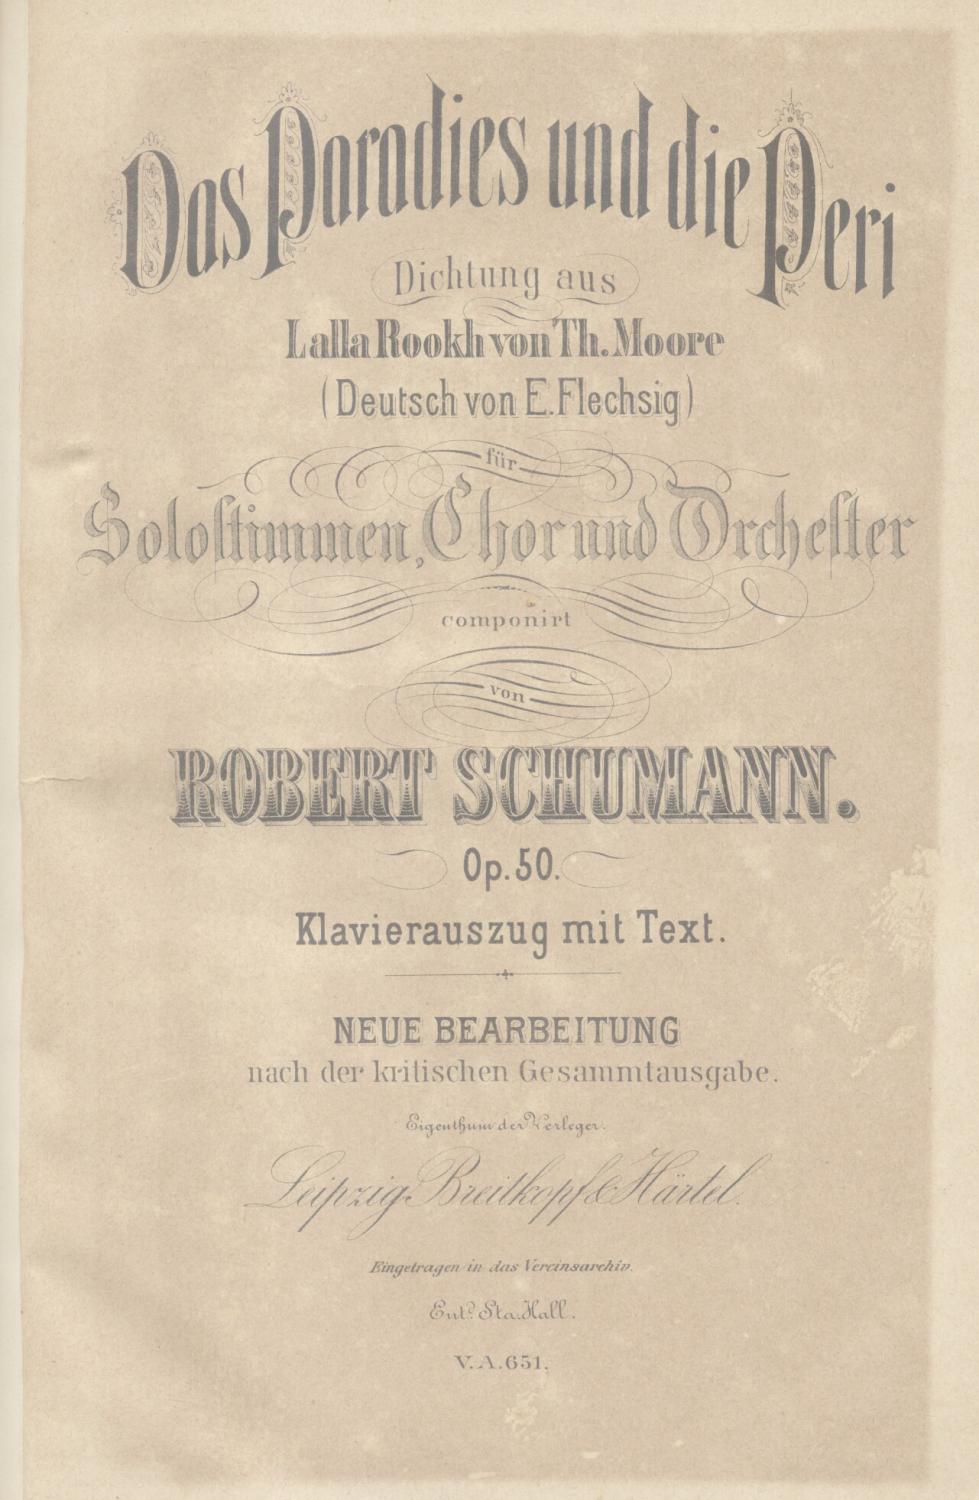 Das Paradies und die Peri
Dichtung aus
Lalla Rookh von Th. Moore
(Deutsch von E. Flechsig)
für
Solostimmen, Chor und Orchester
componirt
von
ROBERT SCHUMANN.
Op. 50.
Klavierauszug mit Text.
NEUE BEARBEITUNG
nach der kritischen Gesammtausgabe.
Eigenthum der Verleger.
Leipzig, Breitkopf & Härtel.
Eingetragen in das Vereinsarchiv.
Entd. Sta. Hall.
V. A. 651.